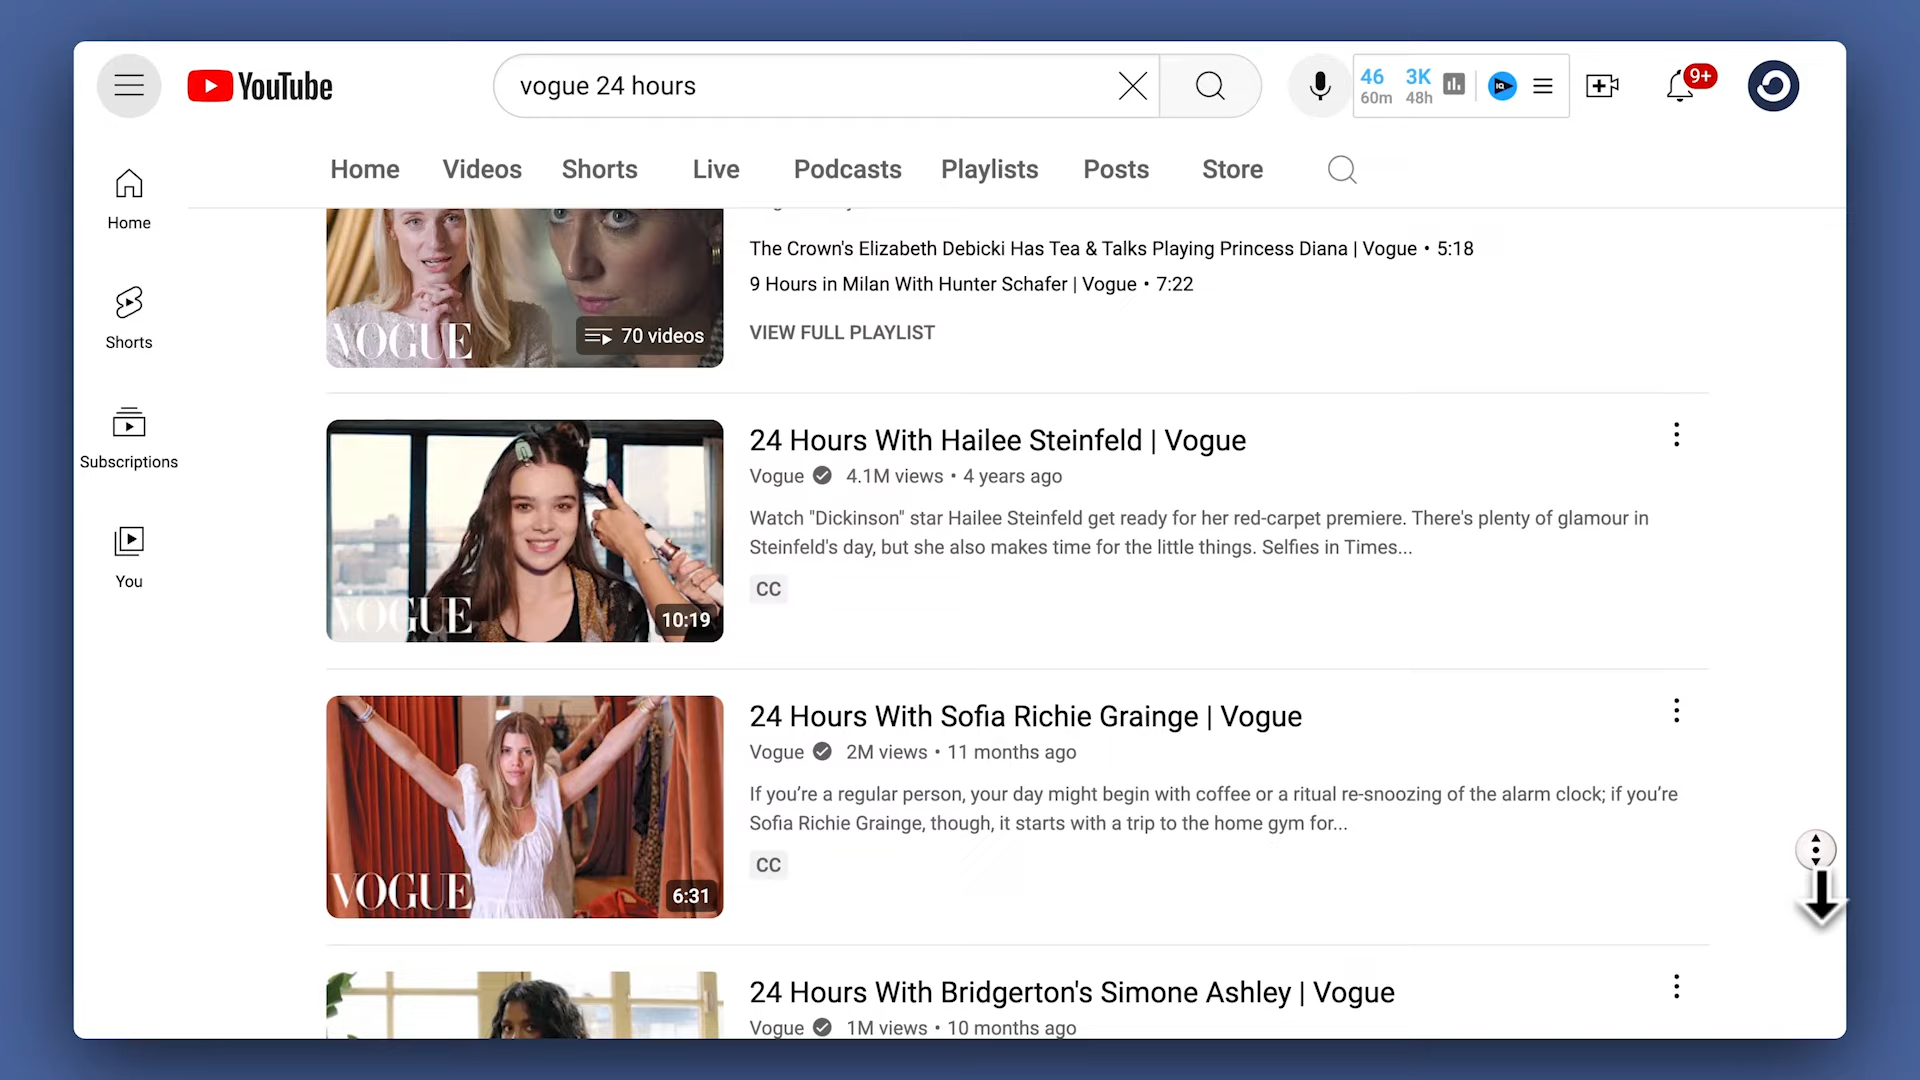 YouTube
vogue 24 hours
46
60m
3K
48h
IQ
9+
Home
Videos
Shorts
Live
Podcasts
Playlists
Posts
Store
Home
Shorts
Subscriptions
You
VOGUE
70 videos
The Crown's Elizabeth Debicki Has Tea & Talks Playing Princess Diana | Vogue • 5:18
9 Hours in Milan With Hunter Schafer | Vogue • 7:22
VIEW FULL PLAYLIST
VOGUE
10:19
24 Hours With Hailee Steinfeld | Vogue
Vogue 4.1M views • 4 years ago
Watch "Dickinson" star Hailee Steinfeld get ready for her red-carpet premiere. There's plenty of glamour in
Steinfeld's day, but she also makes time for the little things. Selfies in Times...
CC
VOGUE
6:31
24 Hours With Sofia Richie Grainge | Vogue
Vogue 2M views • 11 months ago
If you’re a regular person, your day might begin with coffee or a ritual re-snoozing of the alarm clock; if you’re
Sofia Richie Grainge, though, it starts with a trip to the home gym for...
CC
24 Hours With Bridgerton's Simone Ashley | Vogue
Vogue 1M views • 10 months ago